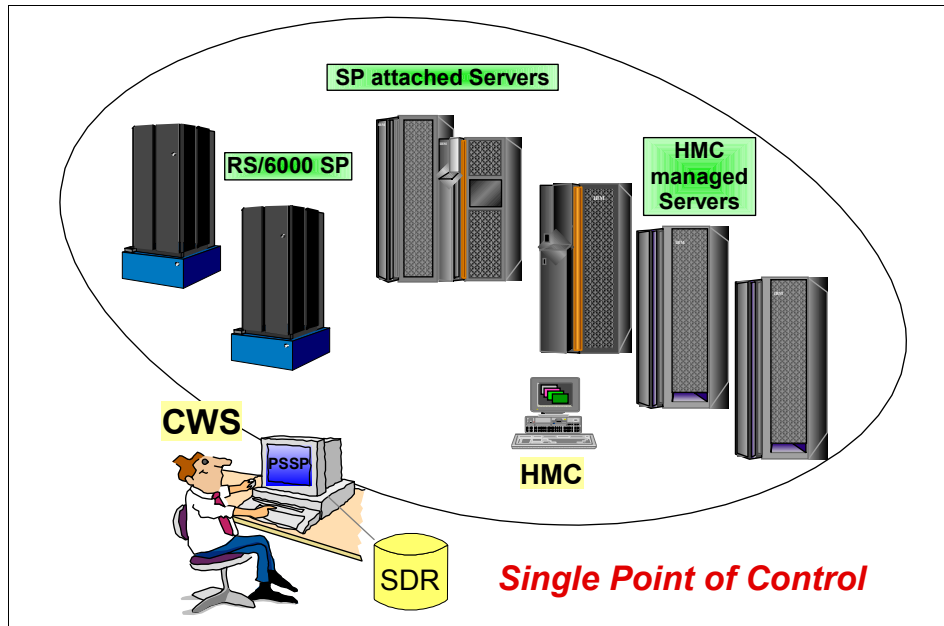 SP attached Servers
RS/6000 SP
HMC
managed
Servers
CWS
PSSP
HMC
SDR
Single Point of Control